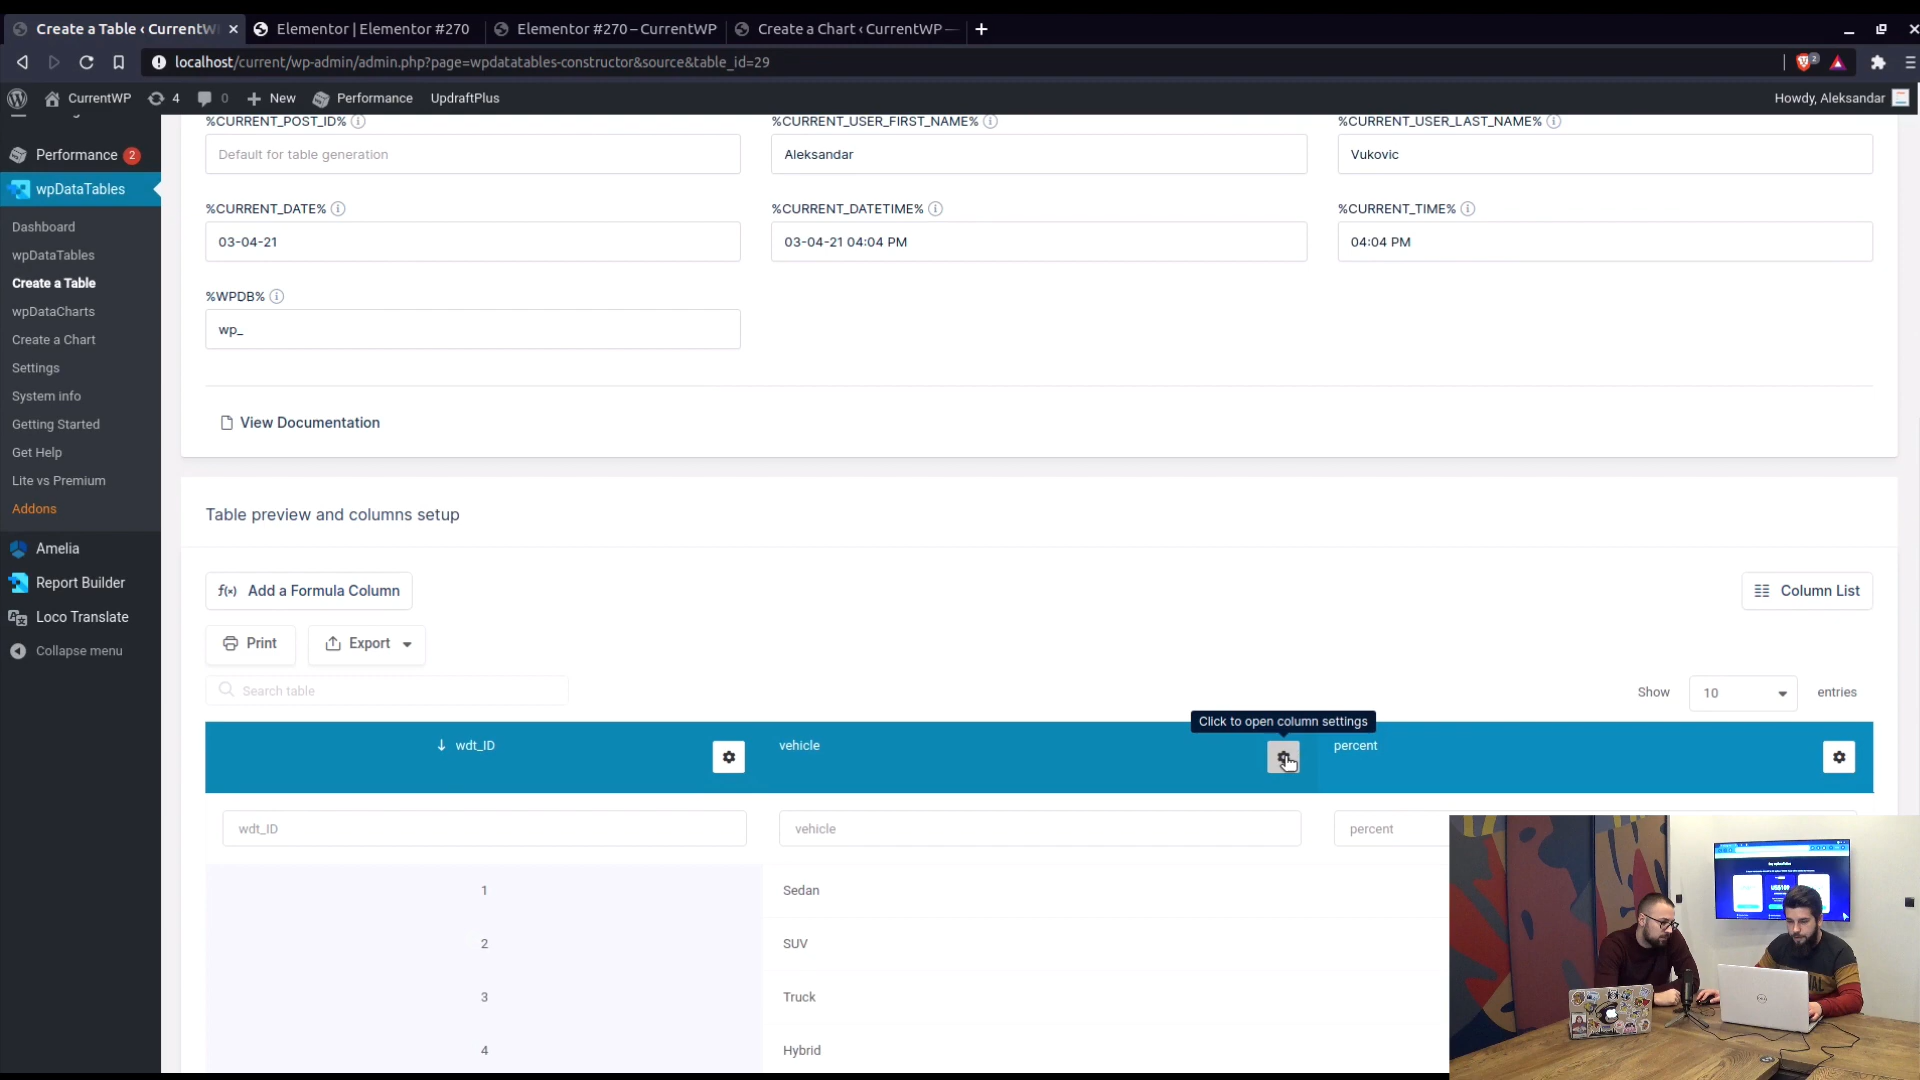 Create a Table ‹ CurrentW
Elementor | Elementor #270
Elementor #270 – CurrentWP
Create a Chart ‹ CurrentWP —
localhost/current/wp-admin/admin.php?page=wpdatatables-constructor&source&table_id=29
2
CurrentWP
4
0
New
Performance
UpdraftPlus
Howdy, Aleksandar
Performance 2
wpDataTables
Dashboard
wpDataTables
Create a Table
wpDataCharts
Create a Chart
Settings
System info
Getting Started
Get Help
Lite vs Premium
Addons
Amelia
Report Builder
Loco Translate
Collapse menu
%CURRENT_POST_ID%
Default for table generation
%CURRENT_USER_FIRST_NAME%
Aleksandar
%CURRENT_USER_LAST_NAME%
Vukovic
%CURRENT_DATE%
03-04-21
%CURRENT_DATETIME%
03-04-21 04:04 PM
%CURRENT_TIME%
04:04 PM
%WPDB%
wp_
View Documentation
Table preview and columns setup
f(x) Add a Formula Column
Column List
Print
Export
Search table
Show 10 entries
Click to open column settings
wdt_ID
vehicle
percent
wdt_ID
vehicle
percent
1 Sedan
2 SUV
3 Truck
4 Hybrid